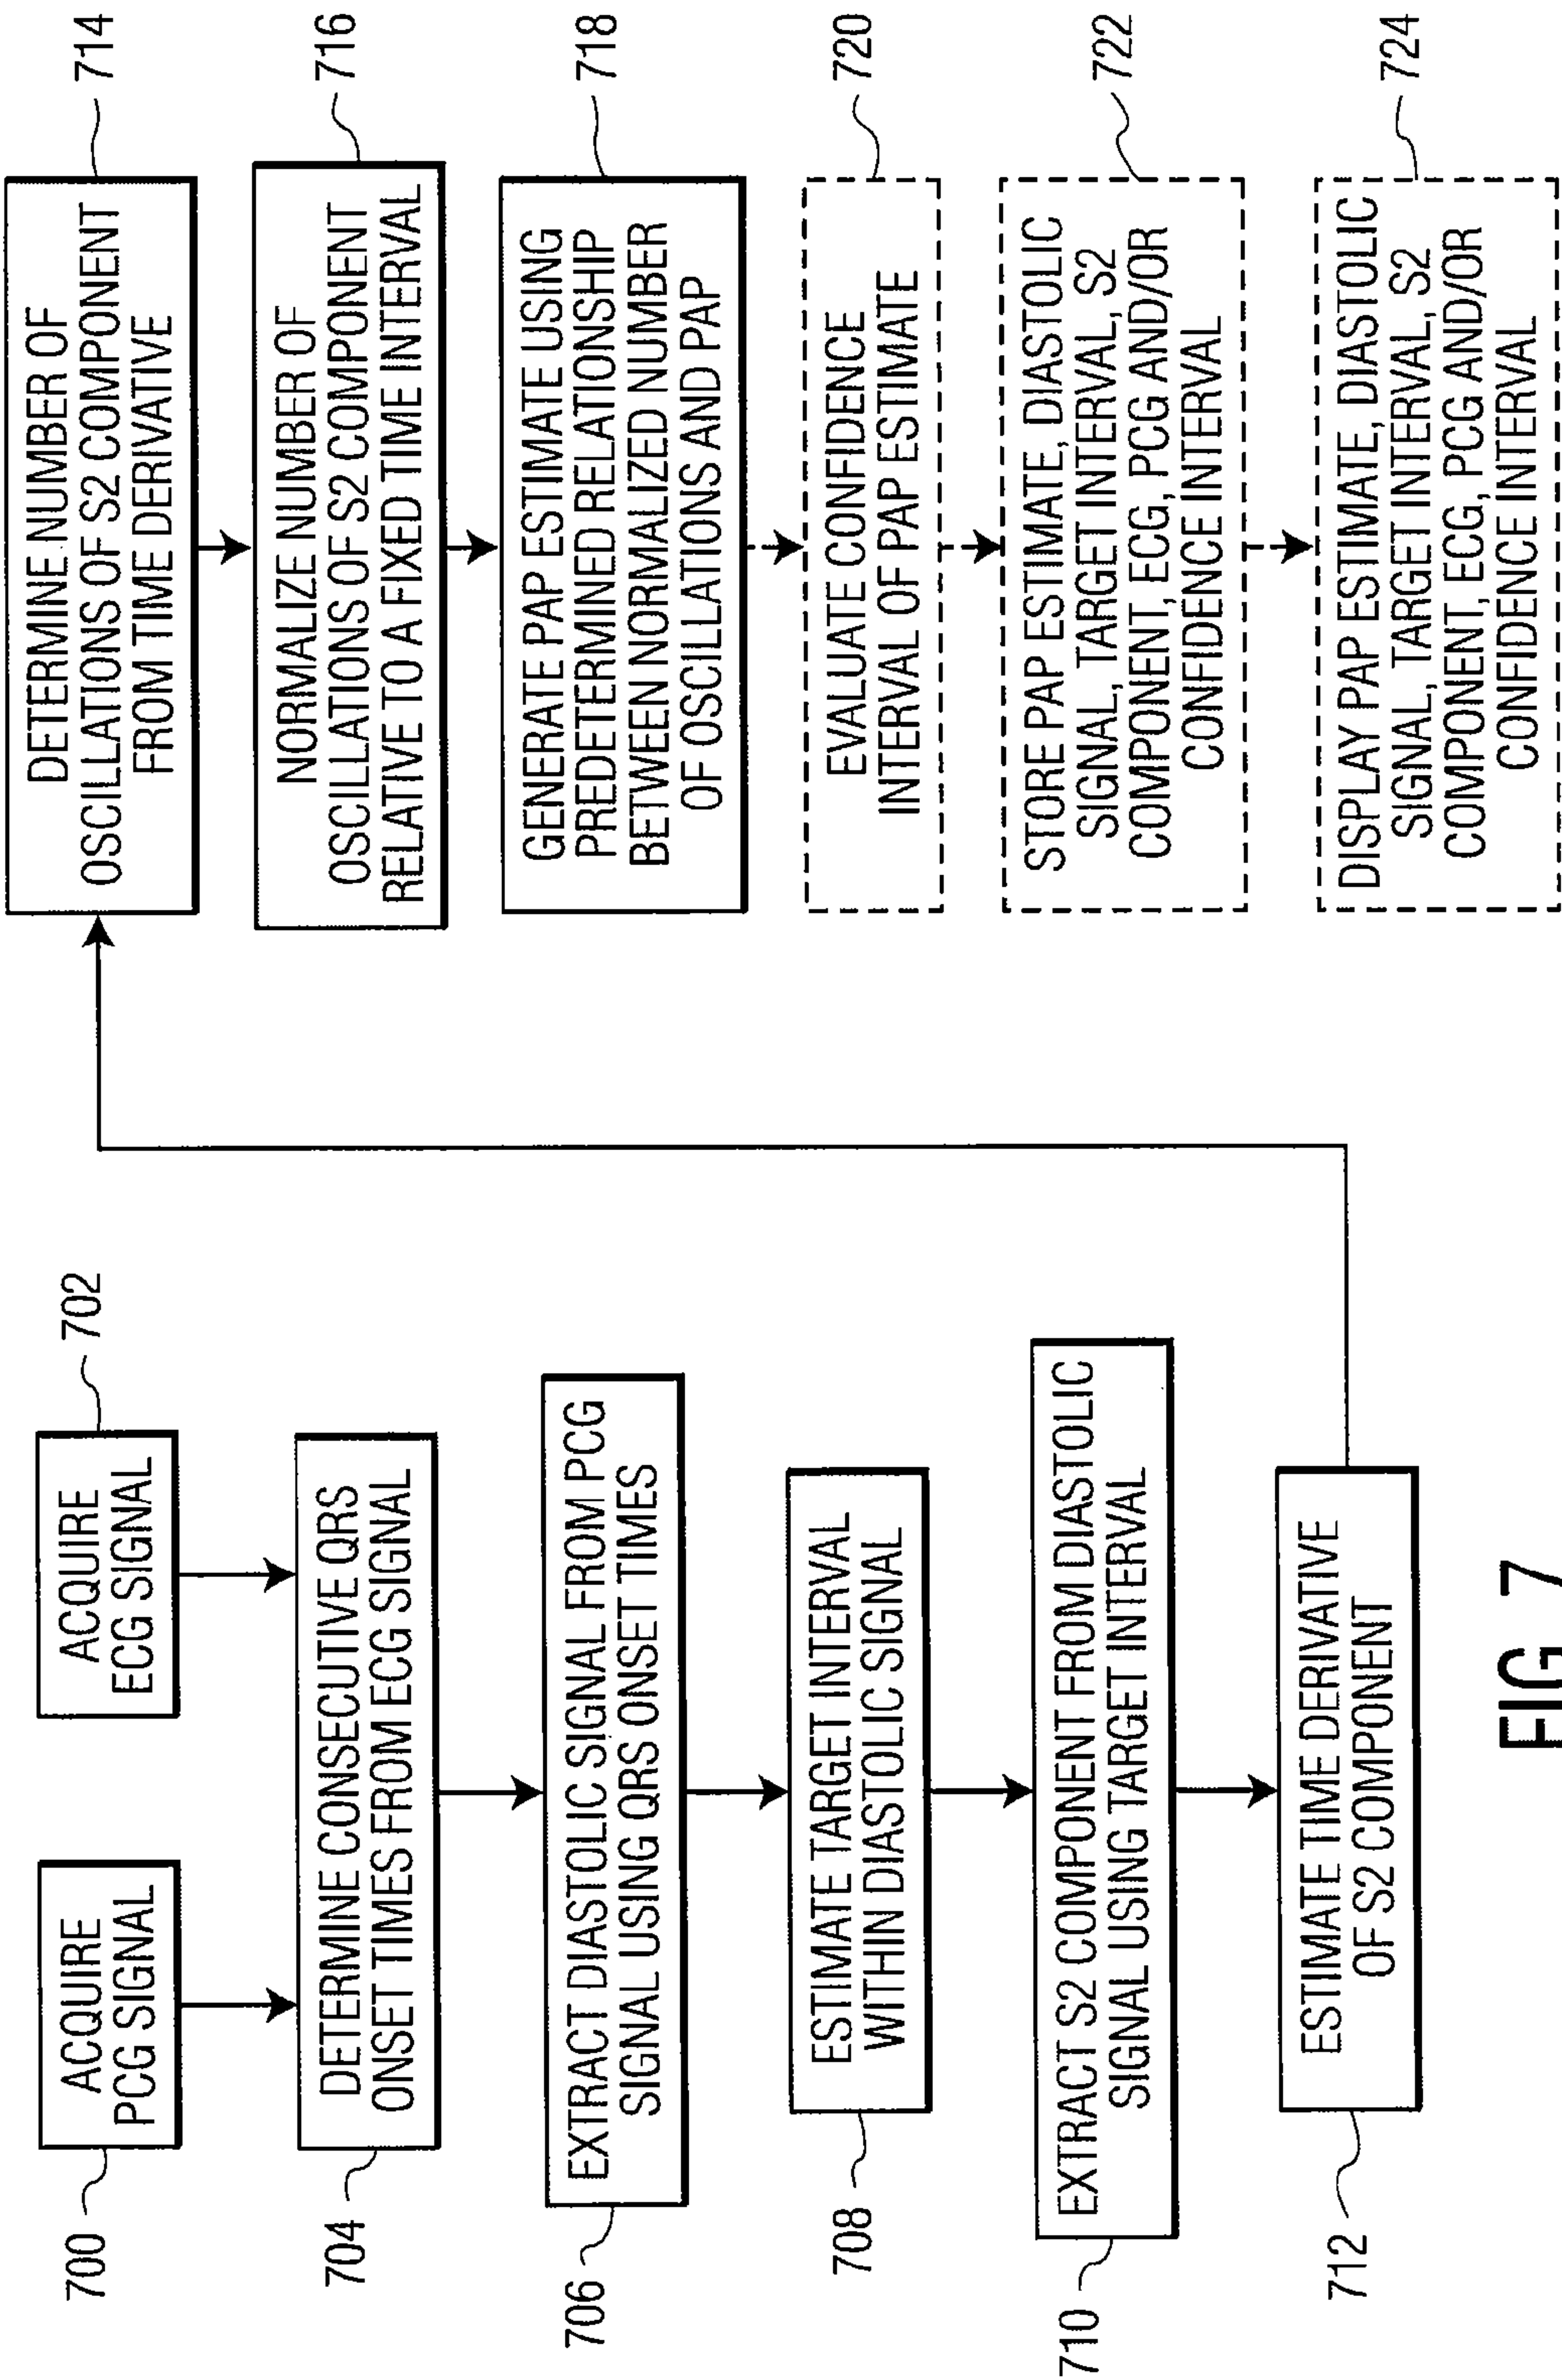 700
ACQUIRE
PCG SIGNAL
ACQUIRE
ECG SIGNAL
702
704
DETERMINE CONSECUTIVE QRS
ONSET TIMES FROM ECG SIGNAL
706
EXTRACT DIASTOLIC SIGNAL FROM PCG
SIGNAL USING QRS ONSET TIMES
708
ESTIMATE TARGET INTERVAL
WITHIN DIASTOLIC SIGNAL
710
EXTRACT S2 COMPONENT FROM DIASTOLIC
SIGNAL USING TARGET INTERVAL
712
ESTIMATE TIME DERIVATIVE
OF S2 COMPONENT
DETERMINE NUMBER OF
OSCILLATIONS OF S2 COMPONENT
FROM TIME DERIVATIVE
714
NORMALIZE NUMBER OF
OSCILLATIONS OF S2 COMPONENT
RELATIVE TO A FIXED TIME INTERVAL
716
GENERATE PAP ESTIMATE USING
PREDETERMINED RELATIONSHIP
BETWEEN NORMALIZED NUMBER
OF OSCILLATIONS AND PAP
718
EVALUATE CONFIDENCE
INTERVAL OF PAP ESTIMATE
720
STORE PAP ESTIMATE, DIASTOLIC
SIGNAL, TARGET INTERVAL, S2
COMPONENT, ECG, PCG AND/OR
CONFIDENCE INTERVAL
722
DISPLAY PAP ESTIMATE, DIASTOLIC
SIGNAL, TARGET INTERVAL, S2
COMPONENT, ECG, PCG AND/OR
CONFIDENCE INTERVAL
724
FIG. 7